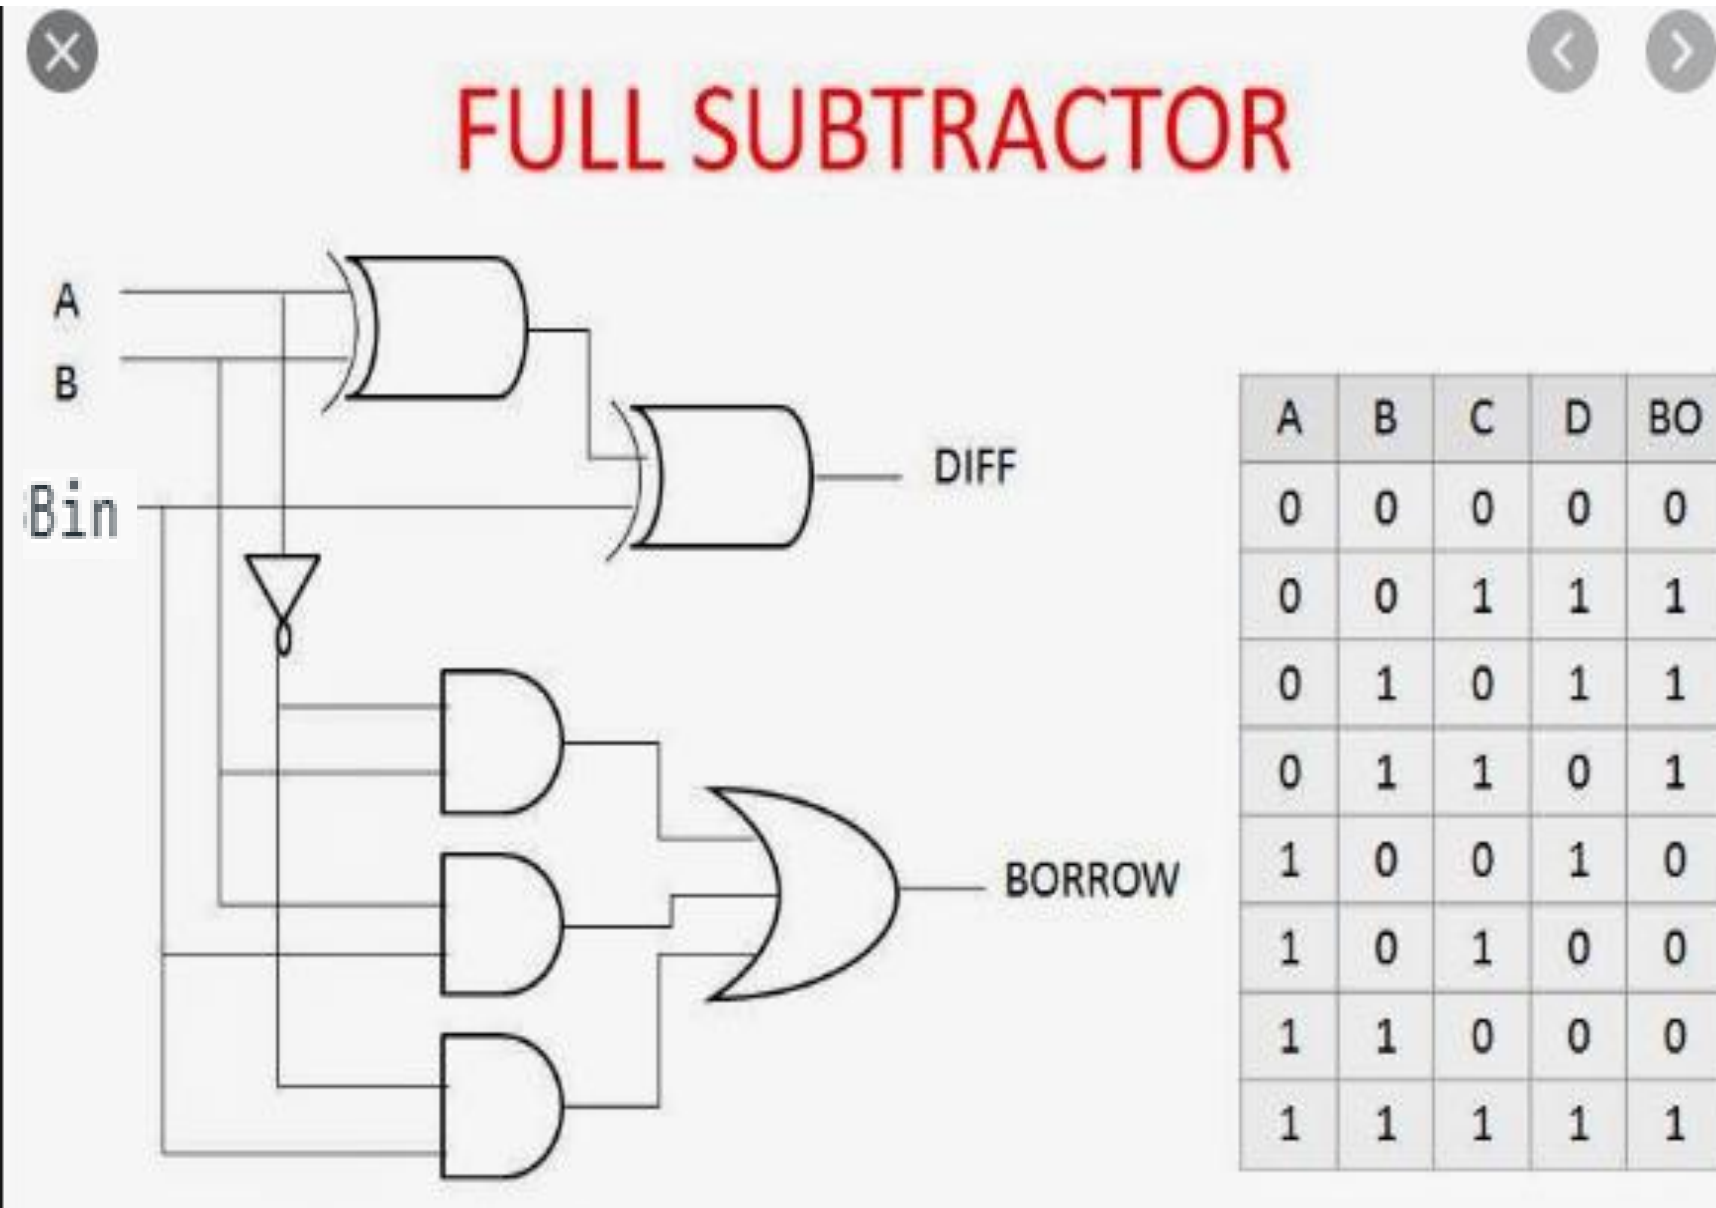 FULL SUBTRACTOR
A
B
Bin
DIFF
BORROW
A B C D BO
0 0 0 0 0
0 0 1 1 1
0 1 0 1 1
0 1 1 0 1
1 0 0 1 0
1 0 1 0 0
1 1 0 0 0
1 1 1 1 1